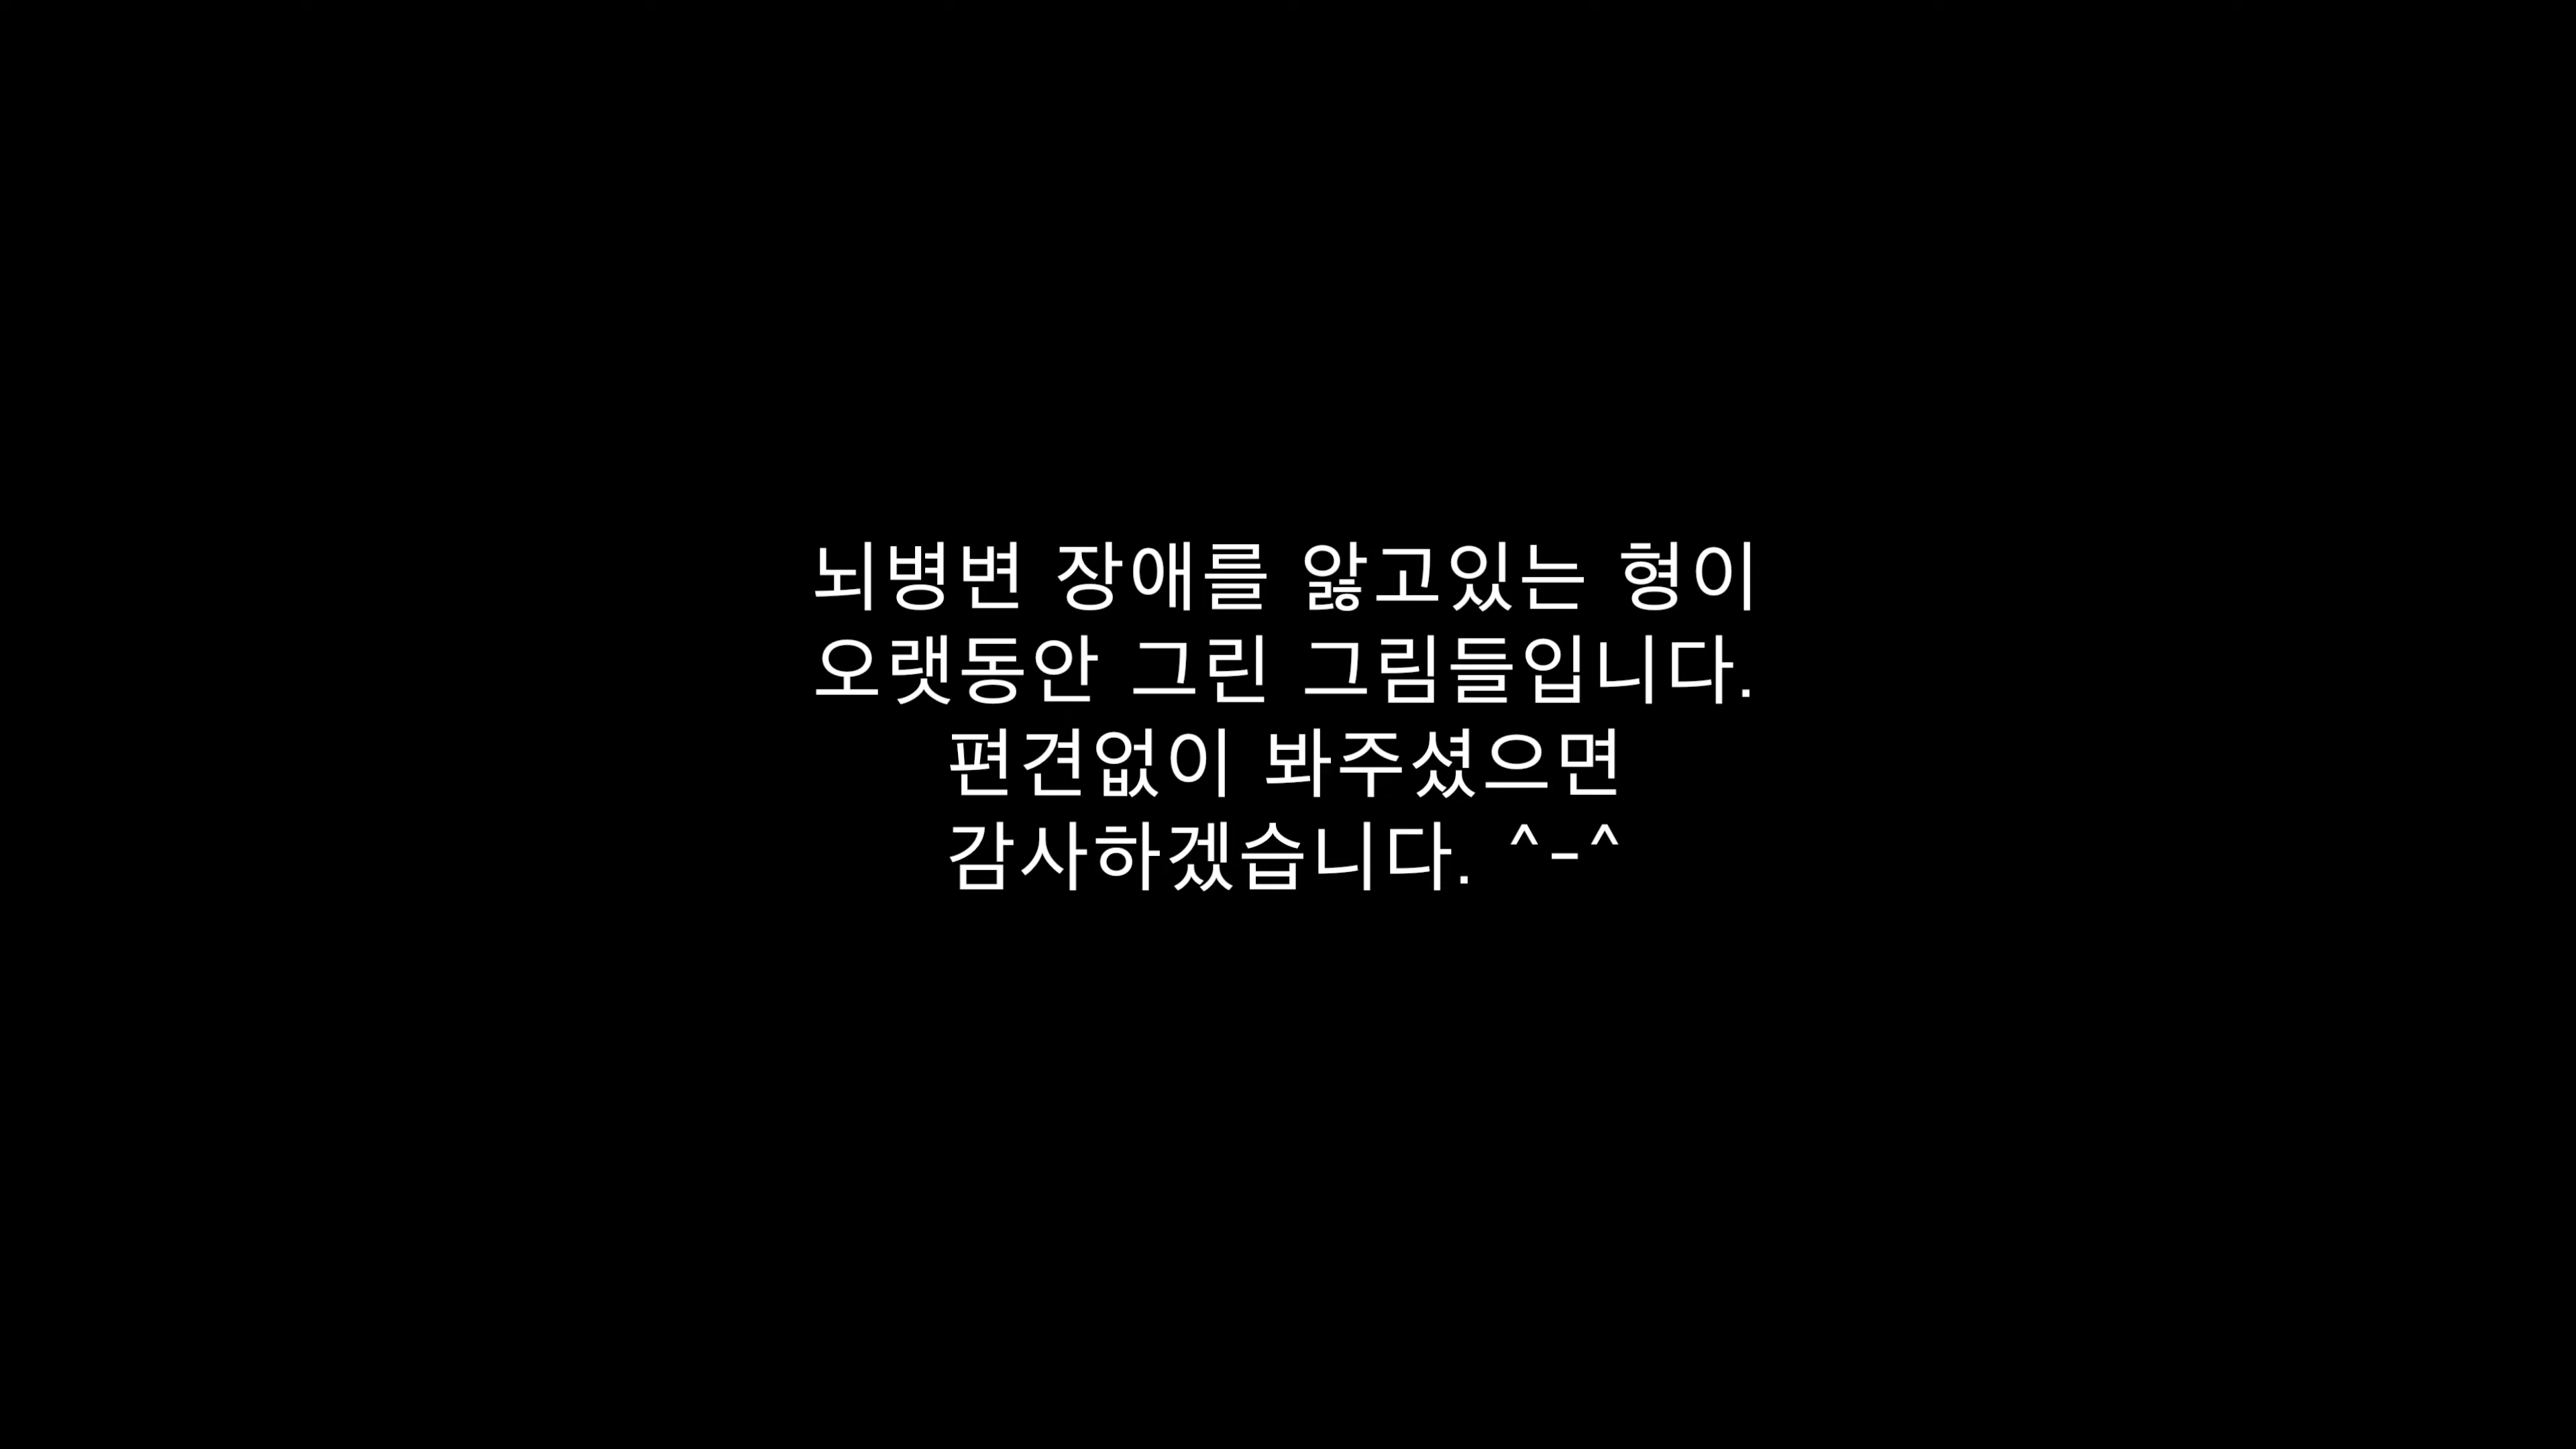 뇌병변 장애를 앓고있는 형이
오랫동안 그린 그림들입니다.
편견없이 봐주셨으면
감사하겠습니다. ^-^